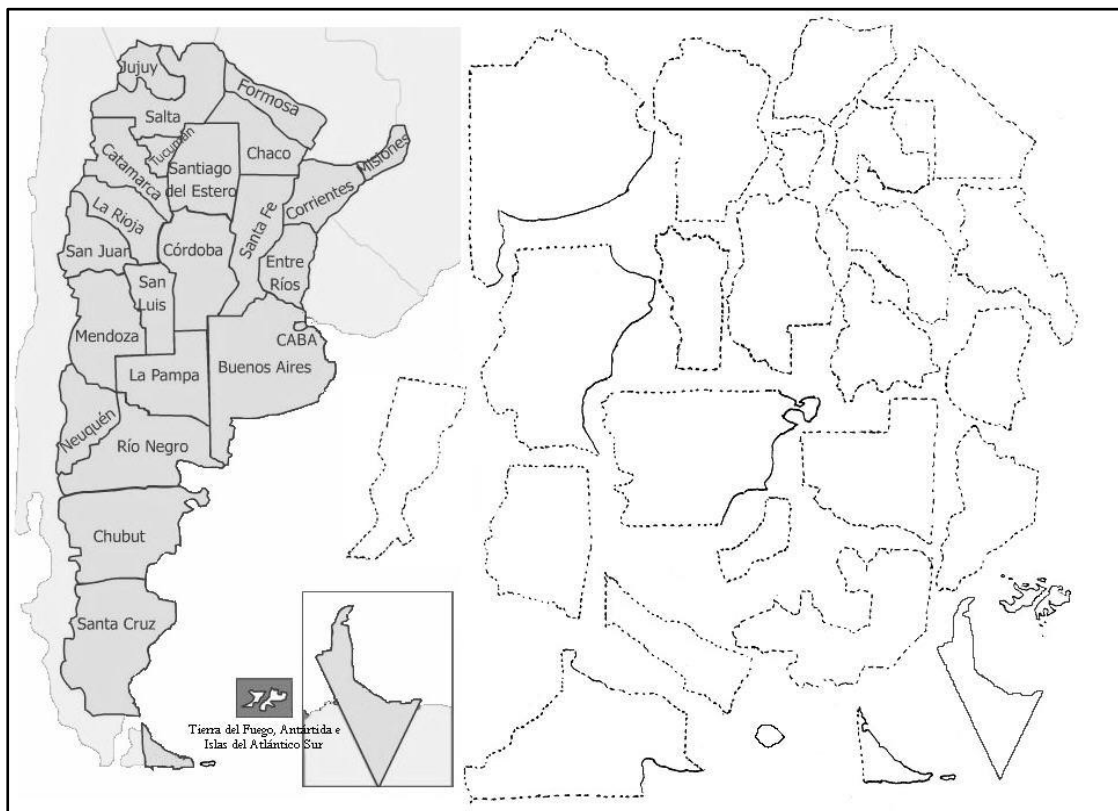 Jujuy
Formosa
Salta
Tucumán
Chaco
Misiones
Catamarca
Santiago
del Estero
Corrientes
La Rioja
Santa Fe
San Juan
Córdoba
Entre
Ríos
San
Luis
Mendoza
CABA
Buenos Aires
La Pampa
Neuquén
Río Negro
Chubut
Santa Cruz
Tierra del Fuego, Antártida e
Islas del Atlántico Sur